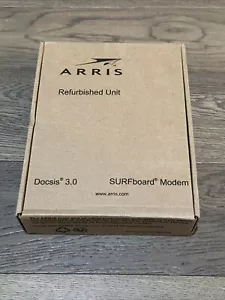 ARRIS
Refurbished Unit
Docsis® 3.0 SURFboard® Modem
www.arris.com